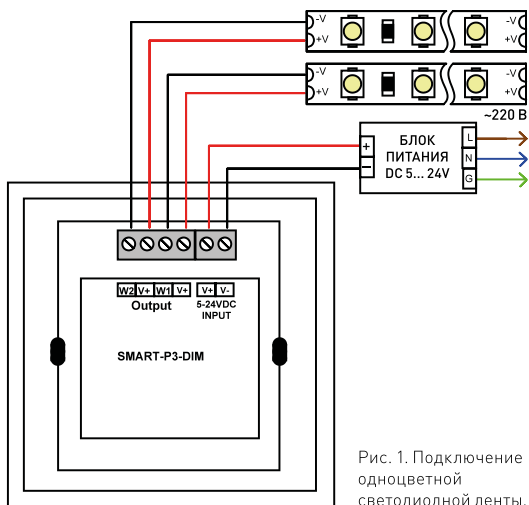 -V
-V
+V
+V
-V
-V
+V
+V
~220 В
+
−
БЛОК
ПИТАНИЯ
DC 5... 24V
L
N
G
W2 V+ W1 V+ V+ V-
Output
5-24VDC
INPUT
SMART-P3-DIM
Рис. 1. Подключение
одноцветной
светодиодной ленты.